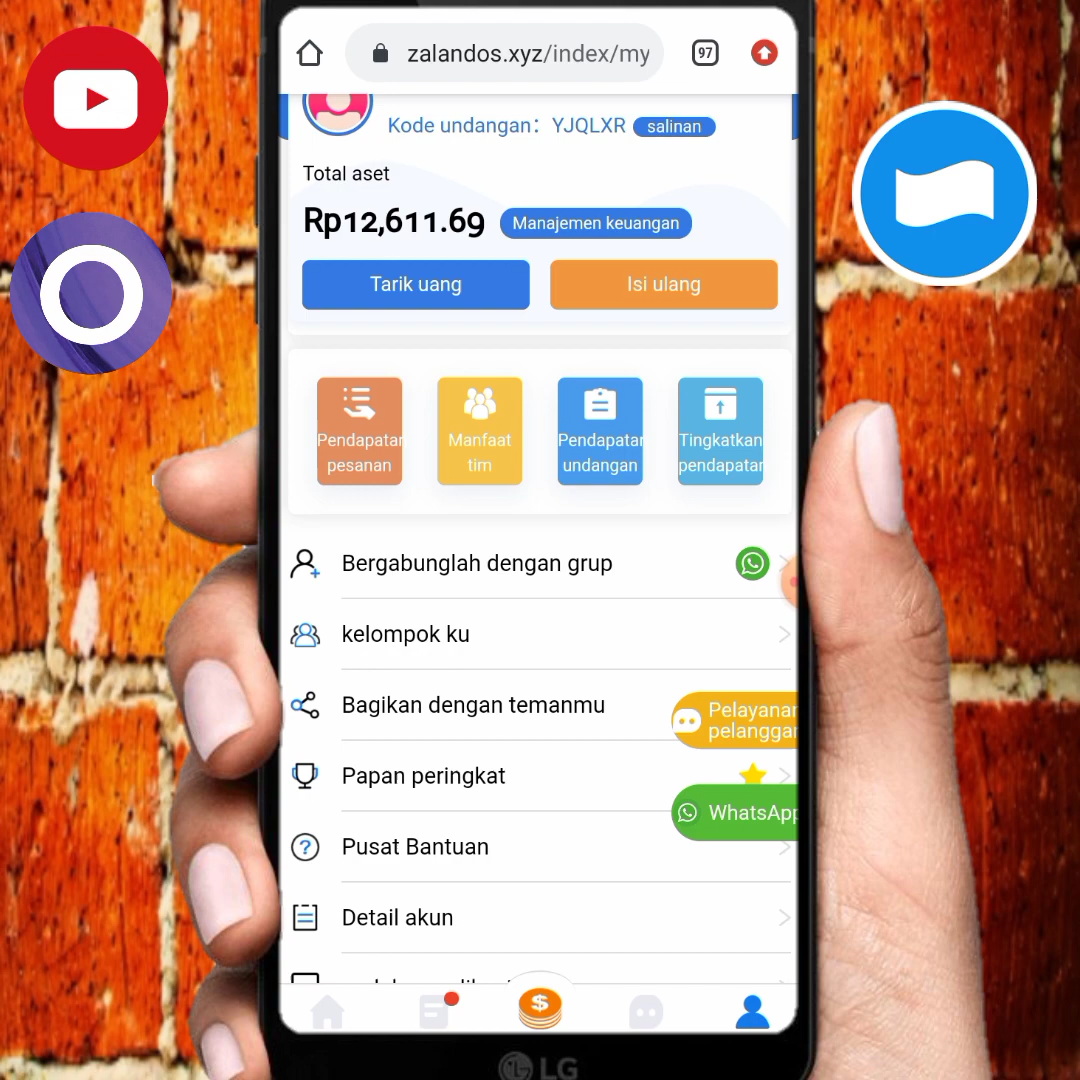 zalandos.xyz/index/my
97
Kode undangan: YJQLXR salinan
Total aset
Rp12,611.69 Manajemen keuangan
Tarik uang Isi ulang
Pendapatan pesanan
Manfaat tim
Pendapatan undangan
Tingkatkan pendapatan
Bergabunglah dengan grup
kelompok ku
Bagikan dengan temanmu
Pelayanan
pelanggan
Papan peringkat
WhatsApp
Pusat Bantuan
Detail akun
LG